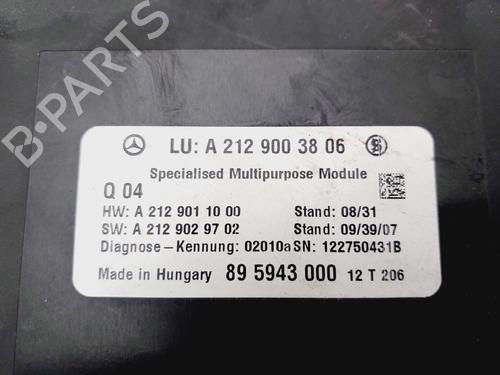 B-PARTS
LU: A 212 900 38 06
Specialised Multipurpose Module
Q 04
HW: A 212 901 10 00 Stand: 08/31
SW: A 212 902 97 02 Stand: 09/39/07
Diagnose - Kennung: 02010a SN: 122750431B
Made in Hungary 89 5943 000 12 T 206